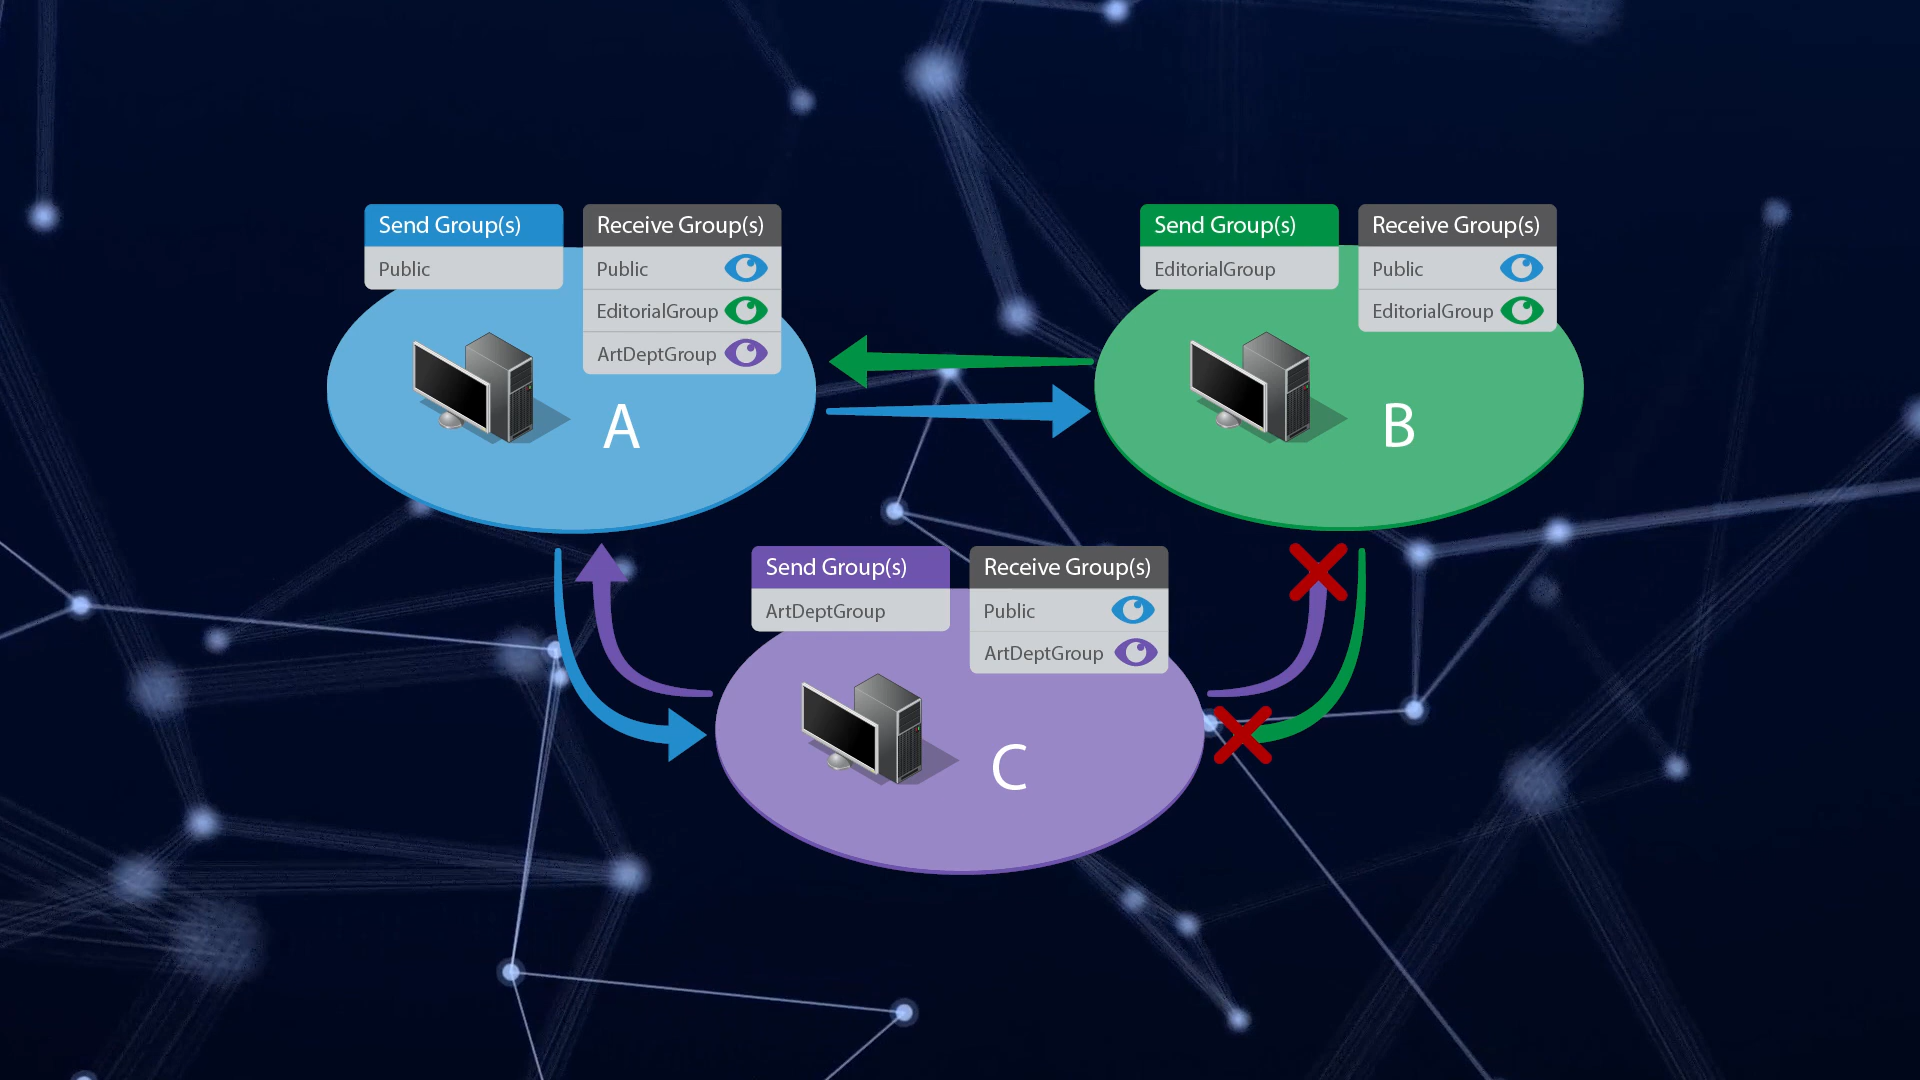 Send Group(s)
Public
Receive Group(s)
Public
EditorialGroup
ArtDeptGroup
A
Send Group(s)
EditorialGroup
Receive Group(s)
Public
EditorialGroup
B
Send Group(s)
ArtDeptGroup
Receive Group(s)
Public
ArtDeptGroup
C